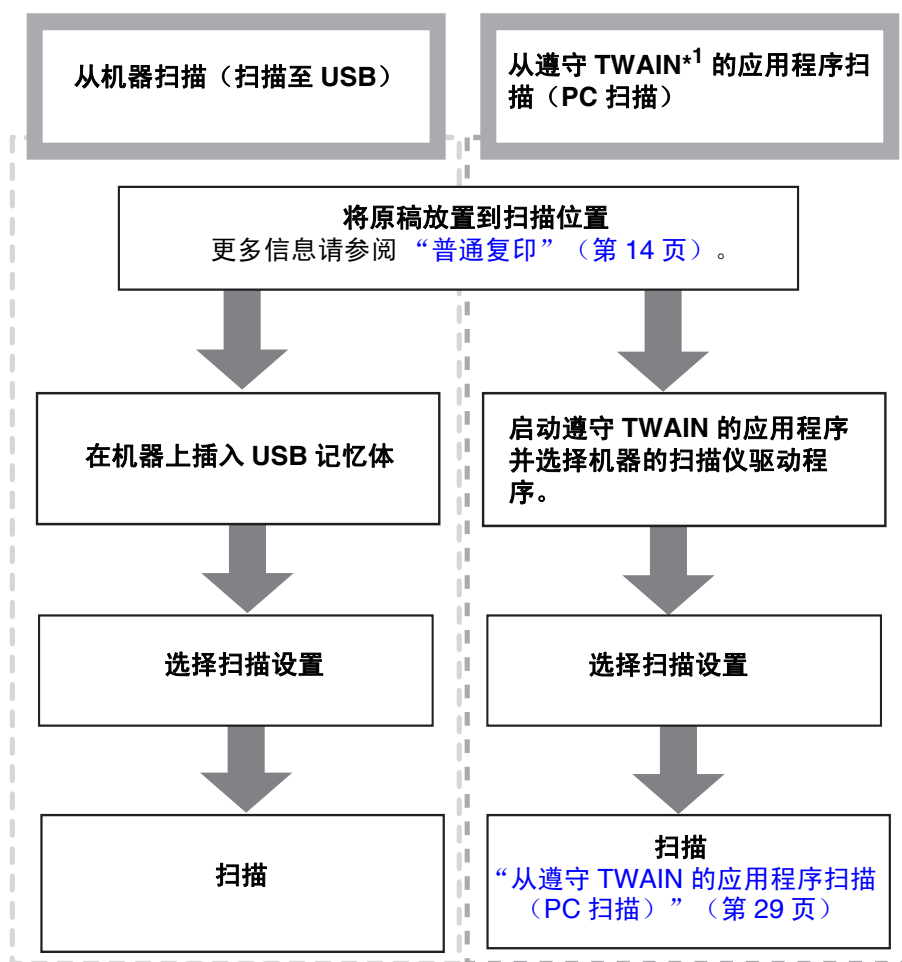 从机器扫描（扫描至 USB）
从遵守 TWAIN*1 的应用程序扫
描（PC 扫描）
将原稿放置到扫描位置
更多信息请参阅 “普通复印”（第 14 页）。
在机器上插入 USB 记忆体
启动遵守 TWAIN 的应用程序
并选择机器的扫描仪驱动程
序。
选择扫描设置
选择扫描设置
扫描
扫描
“从遵守 TWAIN 的应用程序扫描
（PC 扫描）”（第 29 页）